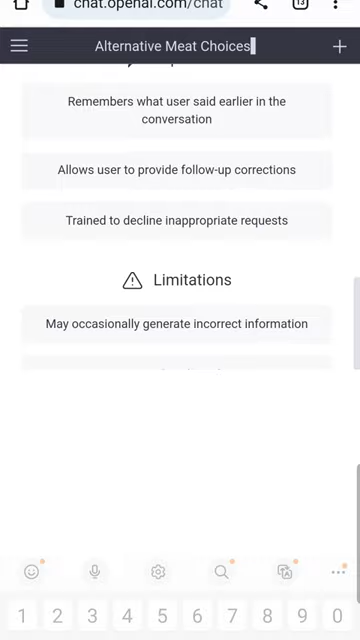 chat.openai.com/chat
13
Alternative Meat Choices
Remembers what user said earlier in the
conversation
Allows user to provide follow-up corrections
Trained to decline inappropriate requests
Limitations
May occasionally generate incorrect information
1 2 3 4 5 6 7 8 9 0